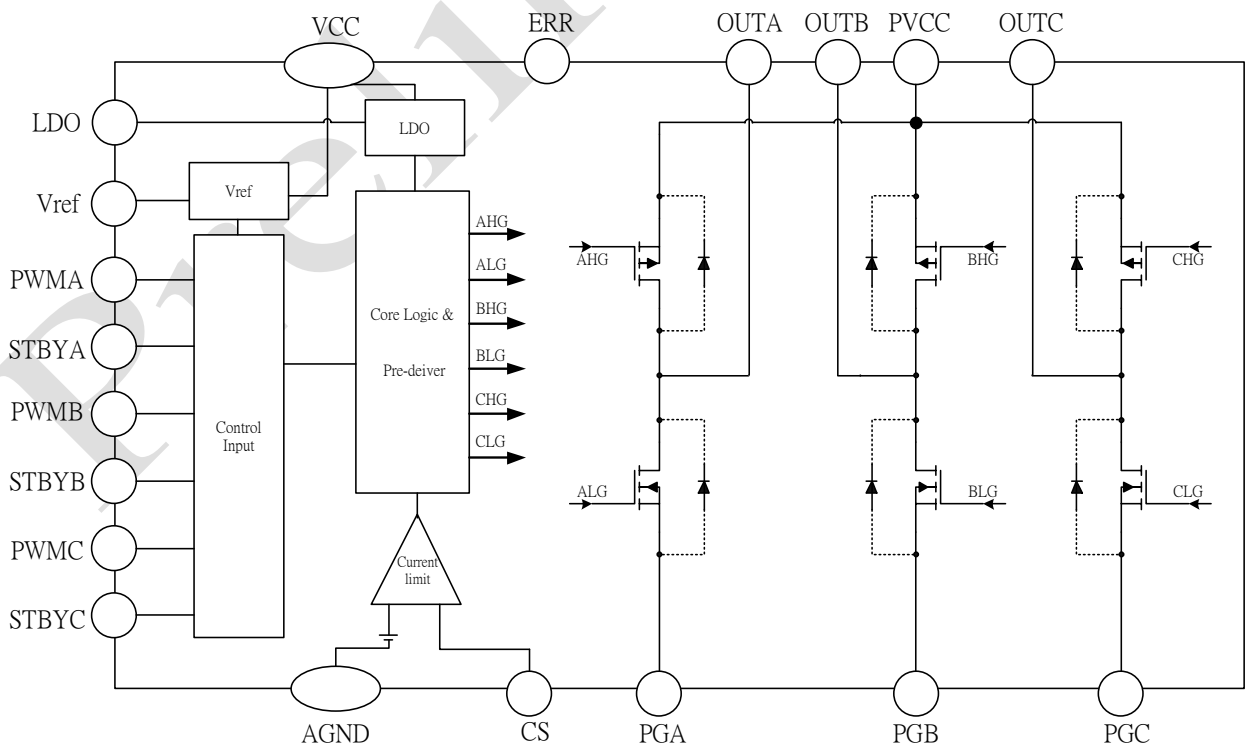 VCC
ERR
OUTA
OUTB
PVCC
OUTC
LDO
LDO
Vref
Vref
AHG
PWMA
ALG
AHG
BHG
CHG
Core Logic &
BHG
STBYA
Pre-deiver
BLG
PWMB
CHG
Control
Input
CLG
STBYB
ALG
BLG
CLG
PWMC
Current
limit
STBYC
AGND
CS
PGA
PGB
PGC